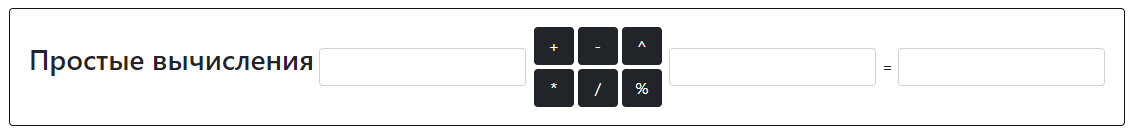 Простые вычисления
+ - ^
* / %
=